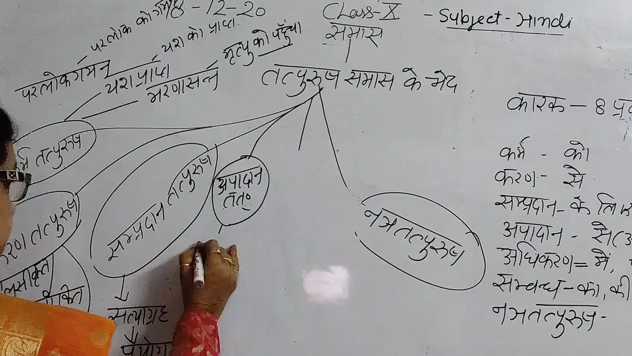 8-12-20
Class-X
- Subject-Hindi
समास
तत्पुरुष समास के भेद
परलोकगमन परलोक को गमन
यशप्राप्त यश को प्राप्त
मरणासन्न मृत्यु को पहुँचा
तत्पुरुष
करण तत्पुरुष
सम्प्रदान तत्पुरुष
अपादान
तत०
नञतत्पुरुष
सत्याग्रह
कारक - 8
कर्म - को
करण - से
सम्प्रदान - के लिए
अपादान - से
अधिकरण = में,
सम्बन्ध - का, की
नञतत्पुरुष -